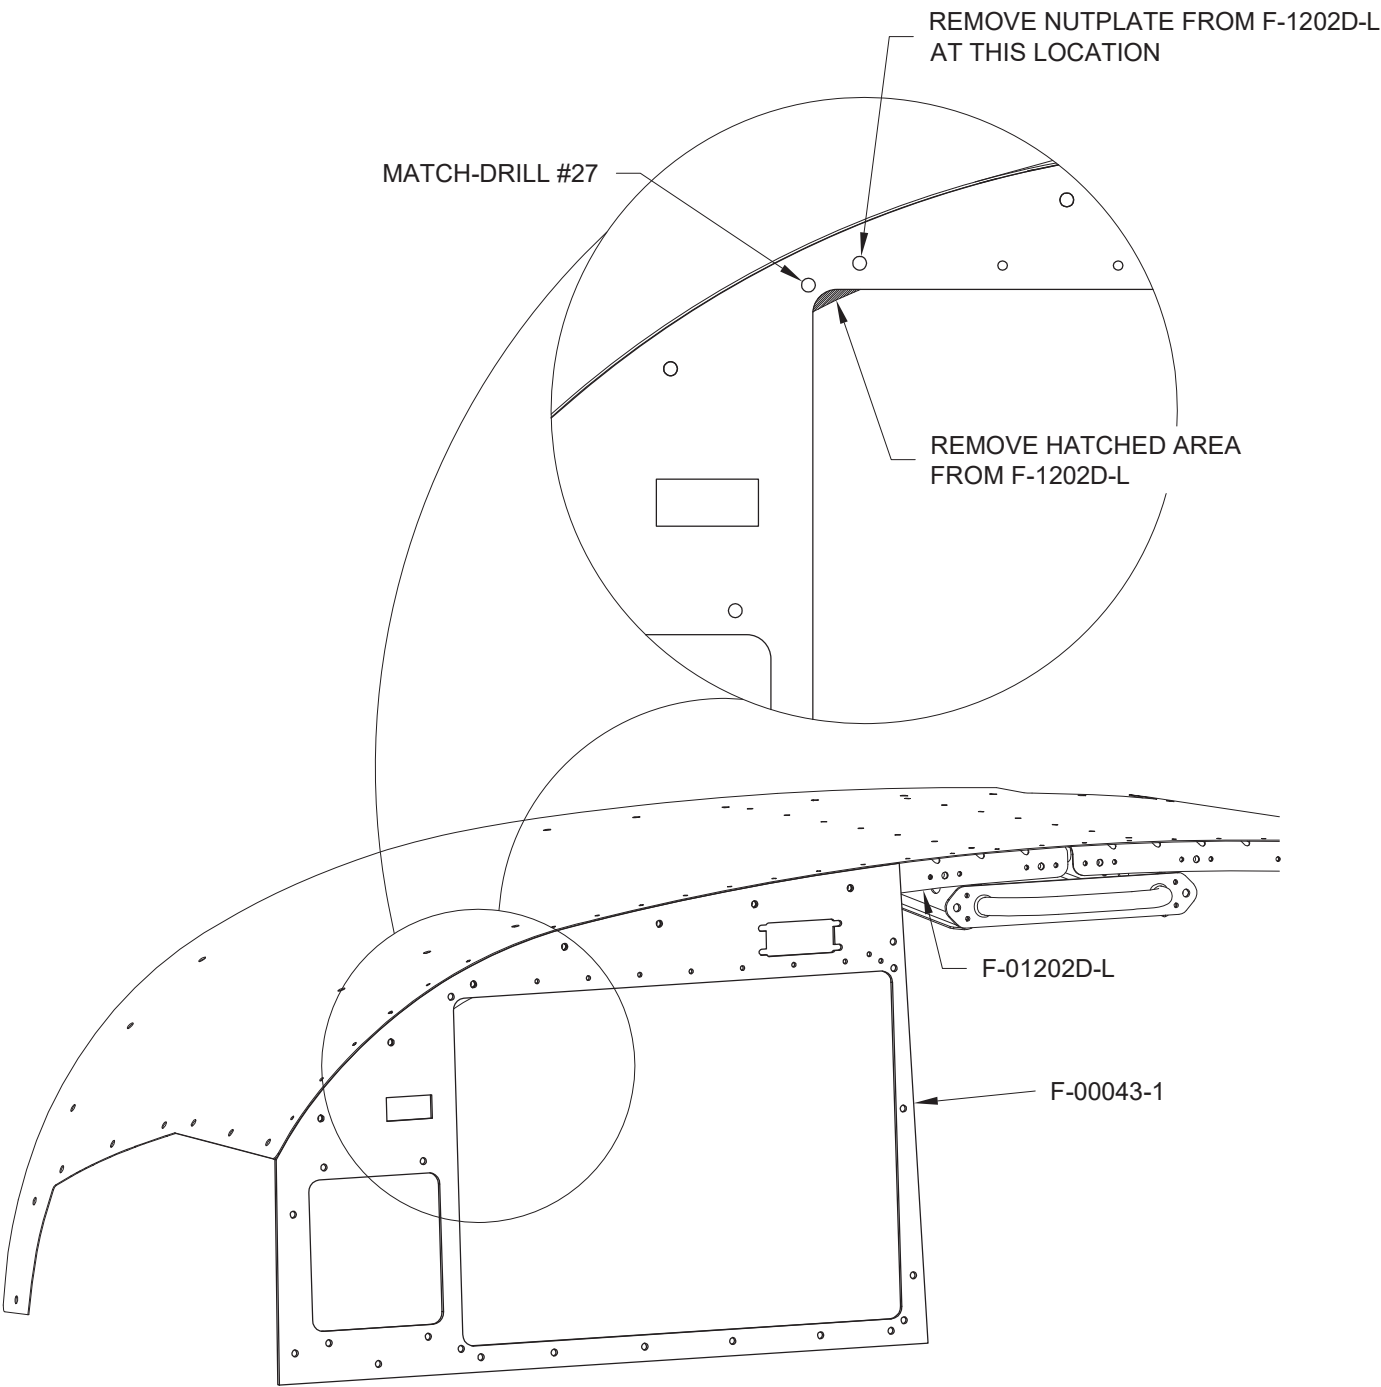 REMOVE NUTPLATE FROM F-1202D-L
AT THIS LOCATION
MATCH-DRILL #27
REMOVE HATCHED AREA
FROM F-1202D-L
F-01202D-L
F-00043-1